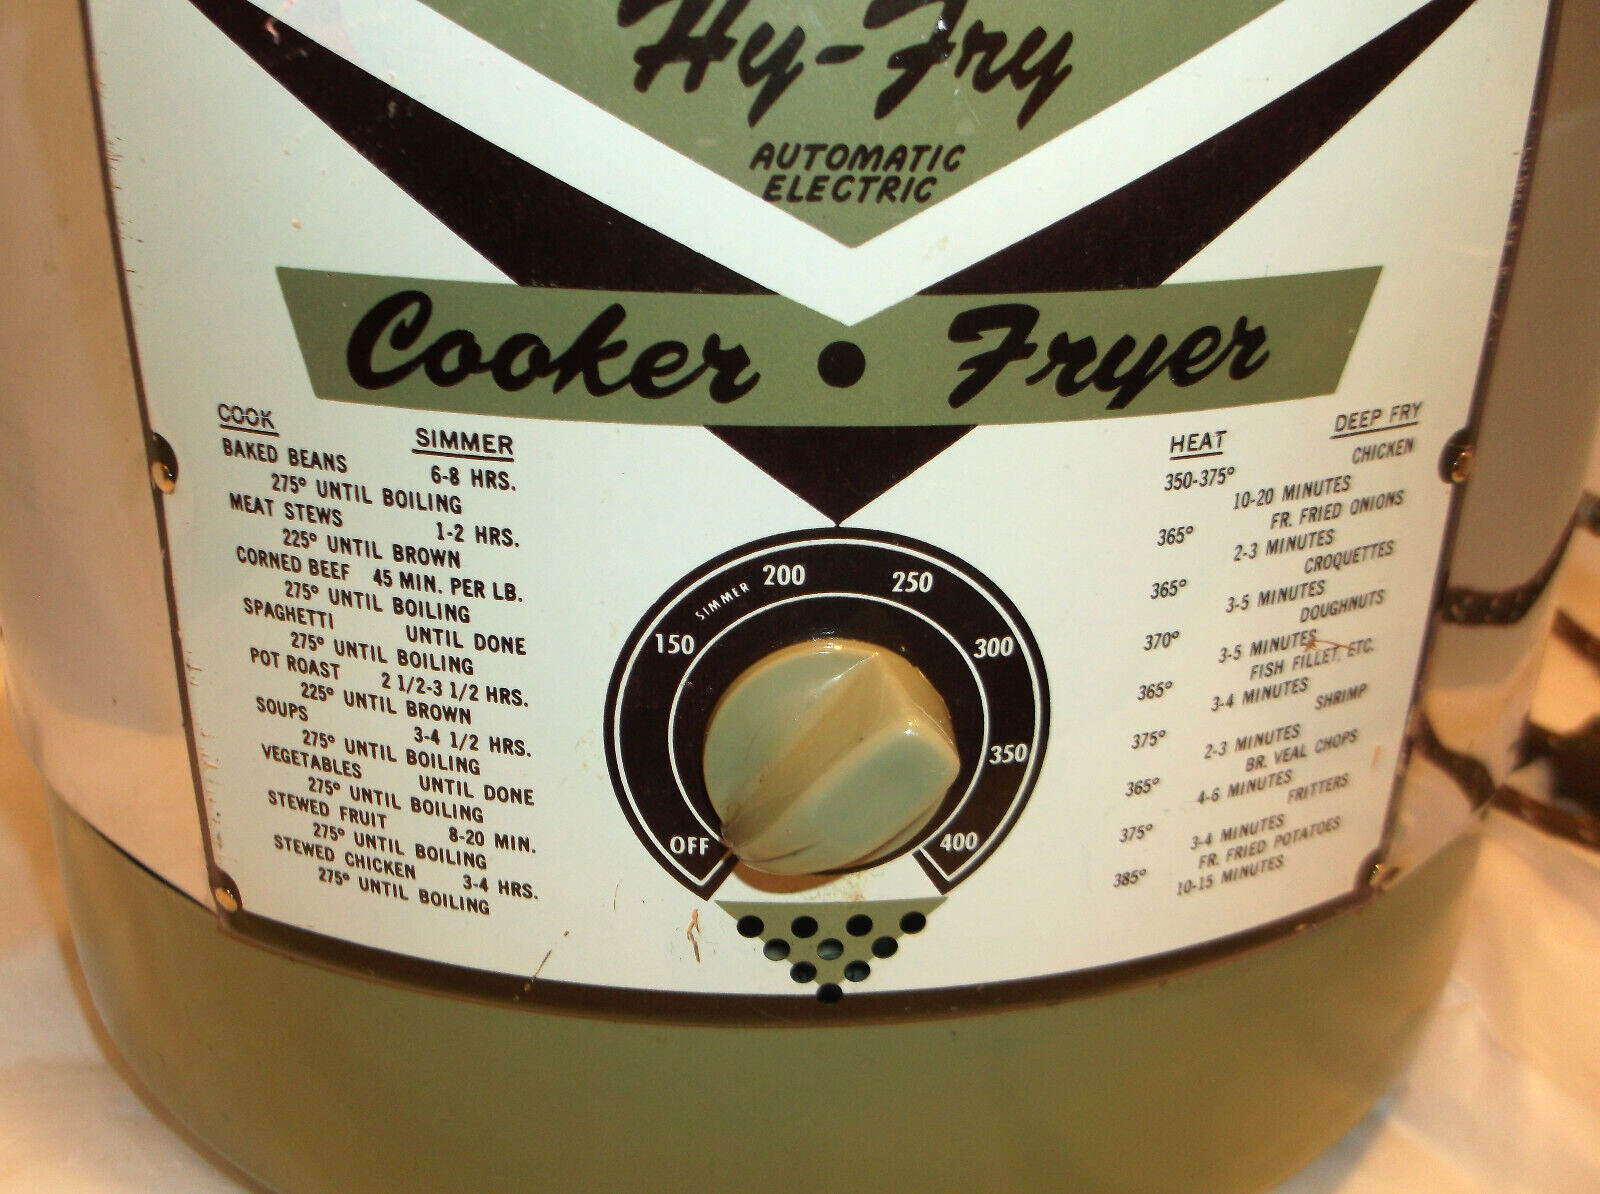 Hy-Fry
AUTOMATIC
ELECTRIC
Cooker • Fryer
COOK SIMMER
BAKED BEANS 6-8 HRS.
275° UNTIL BOILING
MEAT STEWS 1-2 HRS.
225° UNTIL BROWN
CORNED BEEF 45 MIN. PER LB.
275° UNTIL BOILING
SPAGHETTI UNTIL DONE
275° UNTIL BOILING
POT ROAST 2 1/2-3 1/2 HRS.
225° UNTIL BROWN
SOUPS 3-4 1/2 HRS.
275° UNTIL BOILING
VEGETABLES UNTIL DONE
275° UNTIL BOILING
STEWED FRUIT 8-20 MIN.
275° UNTIL BOILING
STEWED CHICKEN 3-4 HRS.
275° UNTIL BOILING
OFF
150
SIMMER
200
250
300
350
400
HEAT DEEP FRY
CHICKEN
350-375° 10-20 MINUTES
FR. FRIED ONIONS
365° 2-3 MINUTES
CROQUETTES
365° 3-5 MINUTES
DOUGHNUTS
370° 3-5 MINUTES
FISH FILLET, ETC.
365° 3-4 MINUTES
SHRIMP
375° 2-3 MINUTES
BR. VEAL CHOPS
365° 4-6 MINUTES
FRITTERS
375° 3-4 MINUTES
FR. FRIED POTATOES
385° 10-15 MINUTES